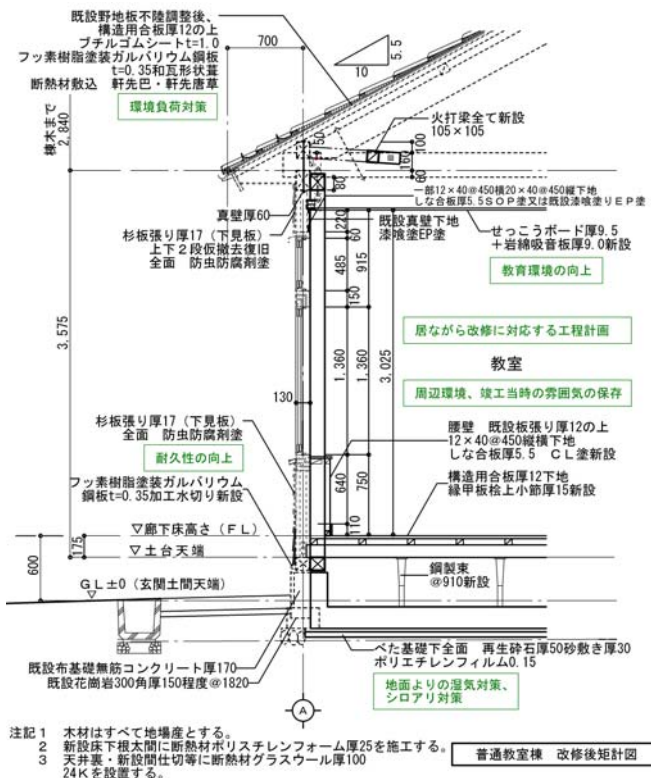 既設野地板不陸調整後、
構造用合板厚12の上
ブチルゴムシートt=1.0
フッ素樹脂塗装ガルバリウム鋼板
t=0.35和瓦形状葺
断熱材敷込 軒先巴・軒先唐草
環境負荷対策
700
10
5.5
棟木まで
2,840
火打梁全て新設
105×105
150
100
160
60
80
真壁厚60
一部12×40@450横20×40@450縦下地
しな合板厚5.5SOP塗又は既設漆喰塗りEP塗
杉板張り厚17(下見板)
上下2段仮撤去復旧
全面 防虫防腐剤塗
既設真壁下地
漆喰塗EP塗
せっこうボード厚9.5
+岩綿吸音板厚9.0新設
教育環境の向上
220
60
485
915
150
3,575
1,360
1,360
3,025
居ながら改修に対応する工程計画
教室
周辺環境、竣工当時の雰囲気の保存
130
杉板張り厚17(下見板)
全面 防虫防腐剤塗
耐久性の向上
腰壁 既設板張り厚12の上
12×40@450縦横下地
しな合板厚5.5 CL塗新設
フッ素樹脂塗装ガルバリウム
鋼板t=0.35加工水切り新設
640
750
110
構造用合板厚12下地
縁甲板桧上小節厚15新設
▽廊下床高さ(FL)
175
▽土台天端
600
GL±0(玄関土間天端)
鋼製束
@910新設
べた基礎下全面 再生砕石厚50砂敷き厚30
ポリエチレンフィルム0.15
既設布基礎無筋コンクリート厚170
既設花崗岩300角厚150程度@1820
地面よりの湿気対策、
シロアリ対策
A
注記1 木材はすべて地場産とする。
2 新設床下根太間に断熱材ポリスチレンフォーム厚25を施工する。
3 天井裏・新設間仕切等に断熱材グラスウール厚100
24Kを設置する。
普通教室棟 改修後矩計図